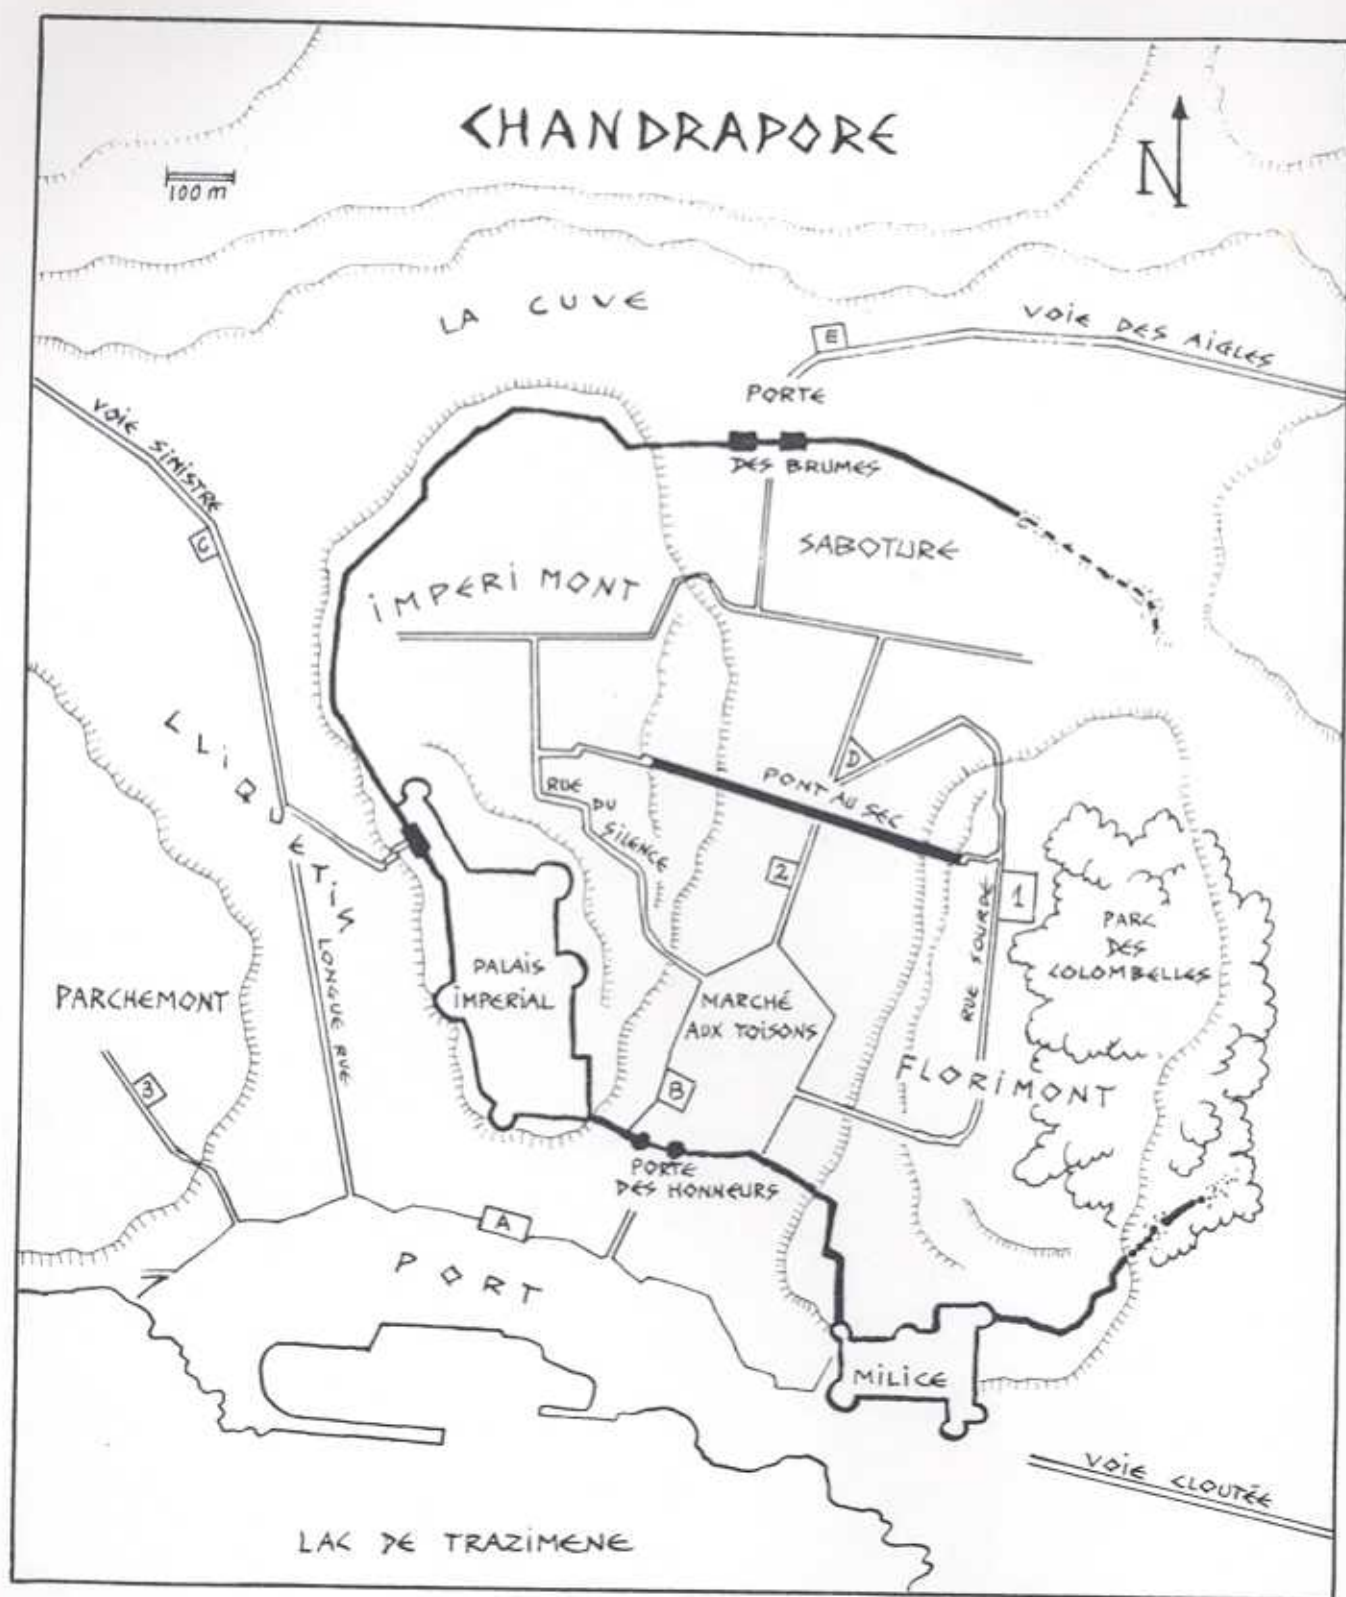 CHANDRAPORE
N
100 m
LA CUVE
VOIE DES AIGLES
E
PORTE
DES BRUMES
VOIE SINISTRE
C
SABOTURE
IMPERIMONT
CLIQUETIS
D
PONT AU SEC
RUE
DU
SILENCE
2
1
RUE SOURDE
PARC
DES
COLOMBELLES
PALAIS
IMPERIAL
LONGUE RUE
PARCHEMONT
MARCHÉ
AUX TOISONS
3
B
FLORIMONT
PORTE
DES HONNEURS
A
PORT
MILICE
VOIE CLOUTÉE
LAC DE TRAZIMENE